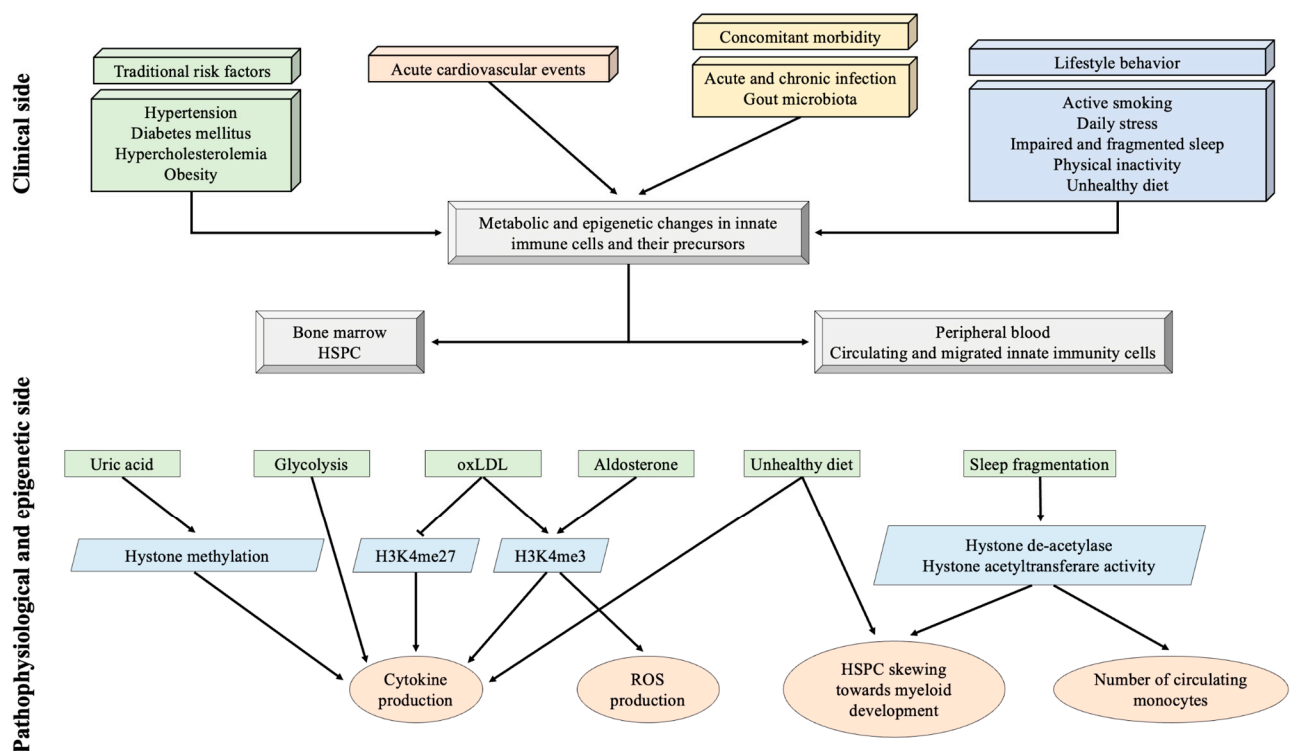 Clinical side
Traditional risk factors
Hypertension
Diabetes mellitus
Hypercholesterolemia
Obesity
Acute cardiovascular events
Concomitant morbidity
Acute and chronic infection
Gout microbiota
Lifestyle behavior
Active smoking
Daily stress
Impaired and fragmented sleep
Physical inactivity
Unhealthy diet
Metabolic and epigenetic changes in innate
immune cells and their precursors
Bone marrow
HSPC
Peripheral blood
Circulating and migrated innate immunity cells
Pathophysiological and epigenetic side
Uric acid
Glycolysis
oxLDL
Aldosterone
Unhealthy diet
Sleep fragmentation
Hystone methylation
H3K4me27
H3K4me3
Hystone de-acetylase
Hystone acetyltransferare activity
Cytokine
production
ROS
production
HSPC skewing
towards myeloid
development
Number of circulating
monocytes